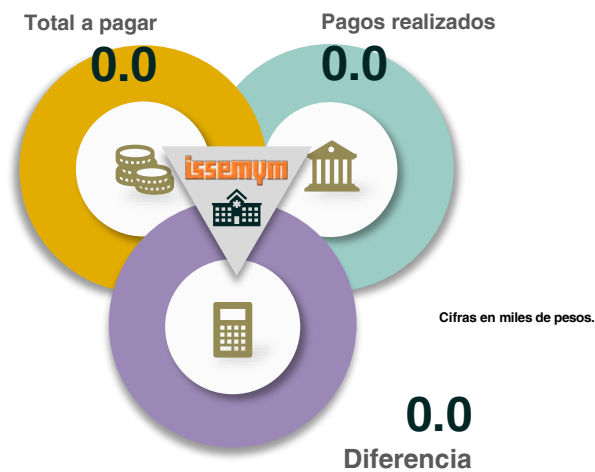 Total a pagar
0.0
Pagos realizados
0.0
issemym
Cifras en miles de pesos.
0.0
Diferencia